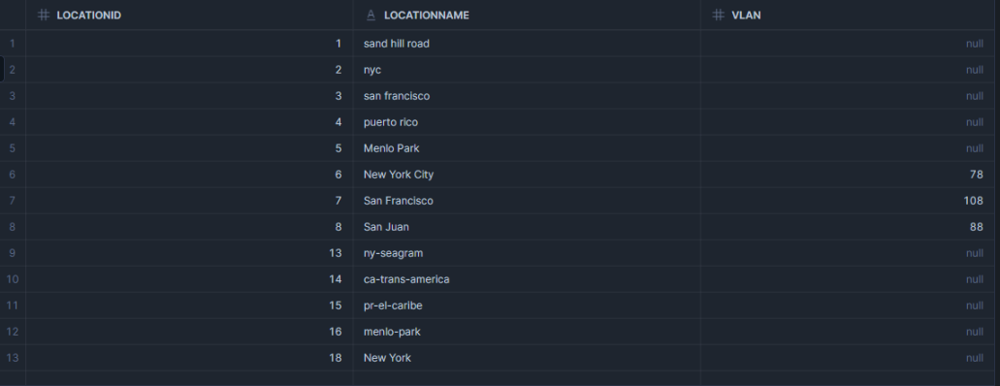 LOCATIONID A LOCATIONNAME VLAN
1 1 sand hill road null
2 2 nyc null
3 3 san francisco null
4 4 puerto rico null
5 5 Menlo Park null
6 6 New York City 78
7 7 San Francisco 108
8 8 San Juan 88
9 13 ny-seagram null
10 14 ca-trans-america null
11 15 pr-el-caribe null
12 16 menlo-park null
13 18 New York null